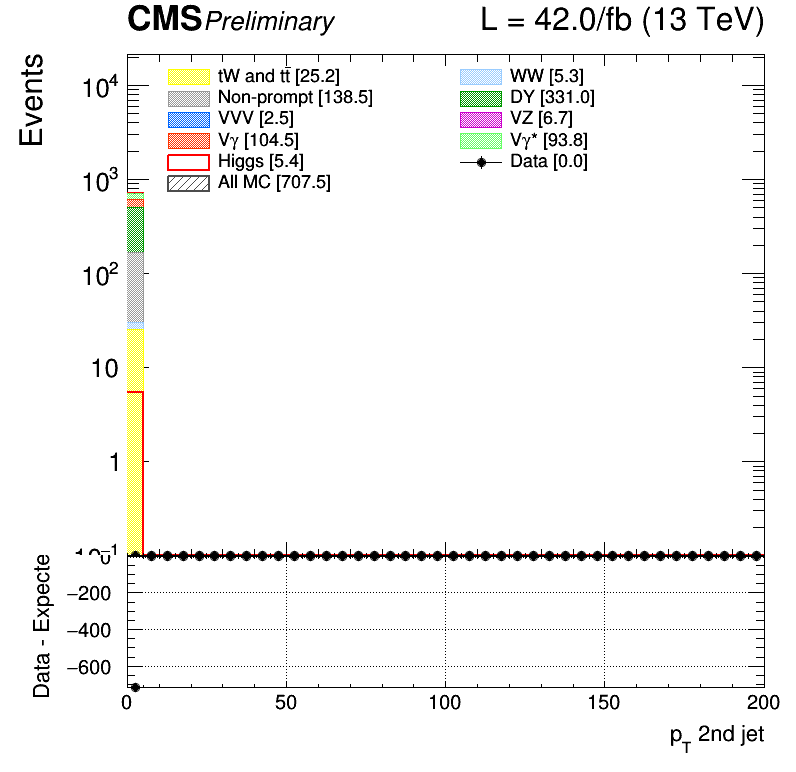 CMS Preliminary L = 42.0/fb (13 TeV)
Events
tW and tt̄ [25.2] WW [5.3]
Non-prompt [138.5] DY [331.0]
VVV [2.5] VZ [6.7]
Vγ [104.5] Vγ* [93.8]
Higgs [5.4] Data [0.0]
All MC [707.5]
10⁴
10³
10²
10
1
Data - Expecte
−200
−400
−600
0 50 100 150 200
p_T 2nd jet